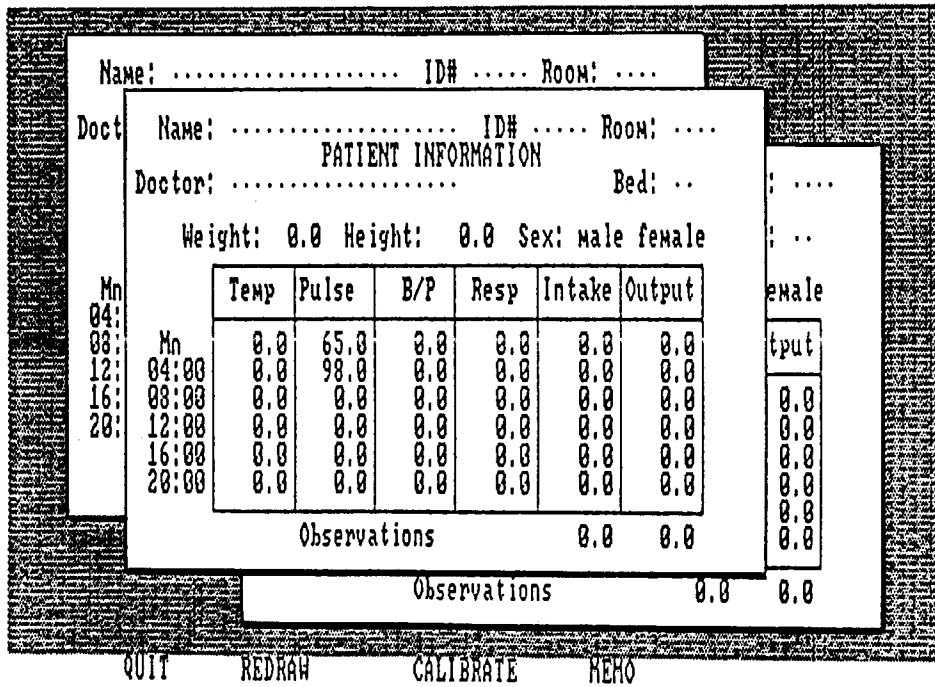 Name: .................... ID# ..... Room: ....
Doct
Name: .................... ID# ..... Room: ....
PATIENT INFORMATION
Doctor: .................... Bed: ..
Weight: 0.0 Height: 0.0 Sex: male female
Temp Pulse B/P Resp Intake Output
Mn 0.0 65.0 0.0 0.0 0.0 0.0
04:00 0.0 98.0 0.0 0.0 0.0 0.0
08:00 0.0 0.0 0.0 0.0 0.0 0.0
12:00 0.0 0.0 0.0 0.0 0.0 0.0
16:00 0.0 0.0 0.0 0.0 0.0 0.0
20:00 0.0 0.0 0.0 0.0 0.0 0.0
Observations 0.0 0.0
Mn
04:
08:
12:
16:
20:
: ....
: ..
emale
tput
0.0
0.0
0.0
0.0
0.0
0.0
Observations 0.0 0.0
QUIT REDRAW CALIBRATE MEMO